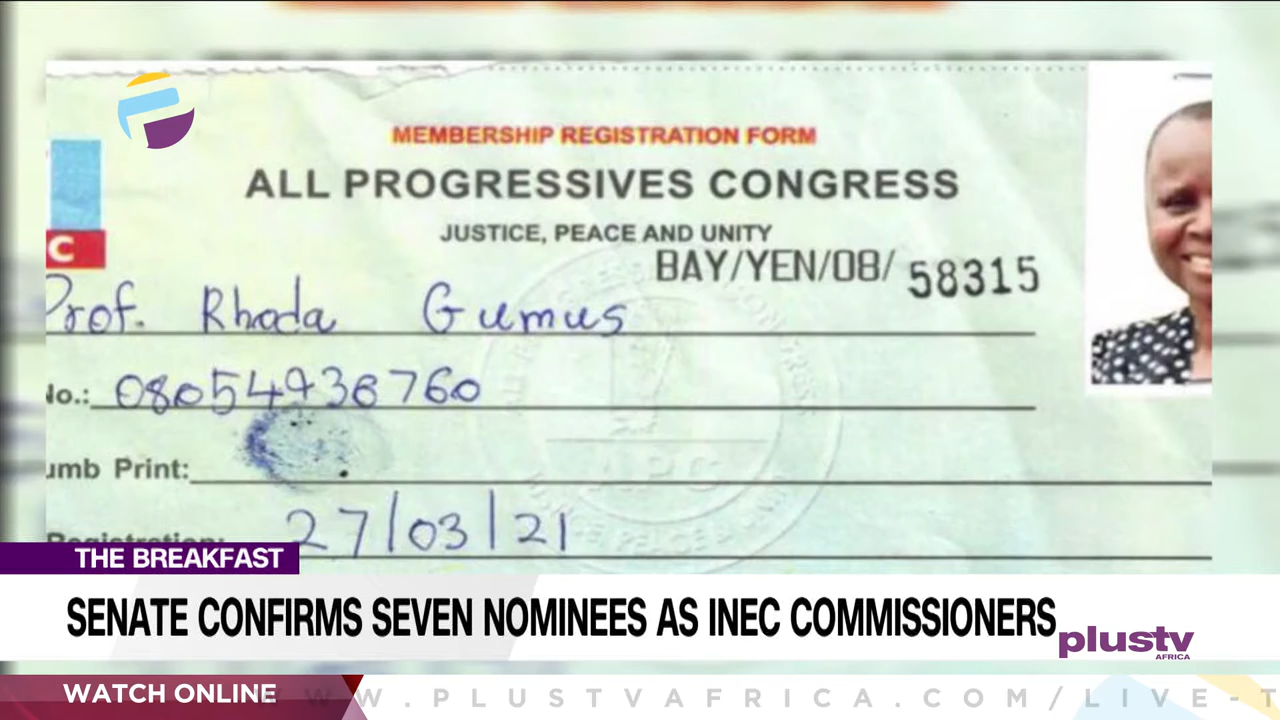 MEMBERSHIP REGISTRATION FORM
ALL PROGRESSIVES CONGRESS
JUSTICE, PEACE AND UNITY
BAY/YEN/08/ 58315
C
Prof. Rhoda Gumus
No.: 08054936760
umb Print:
Registration: 27/03/21
THE BREAKFAST
SENATE CONFIRMS SEVEN NOMINEES AS INEC COMMISSIONERS
plustv
AFRICA
WATCH ONLINE
WW.PLUSTVAFRICA.COM/LIVE-T